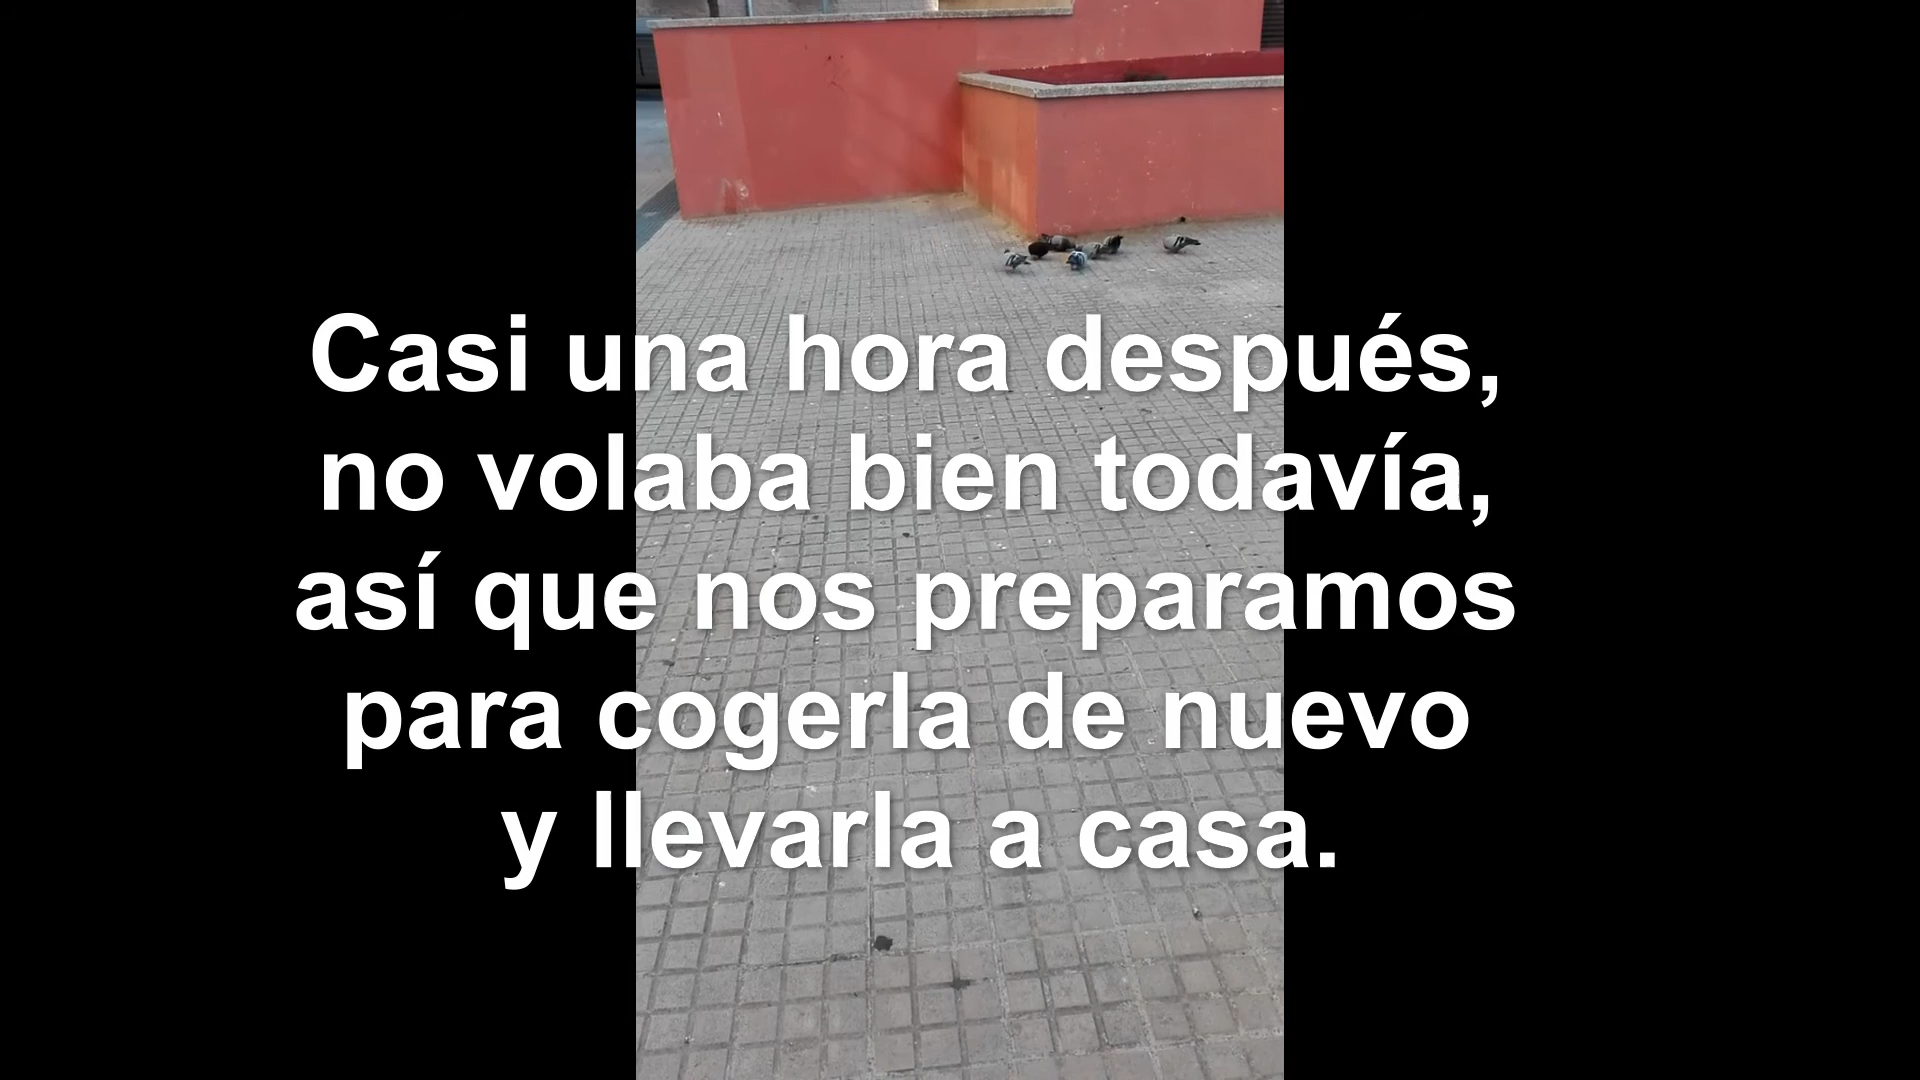 Casi una hora después,
no volaba bien todavía,
así que nos preparamos
para cogerla de nuevo
y llevarla a casa.